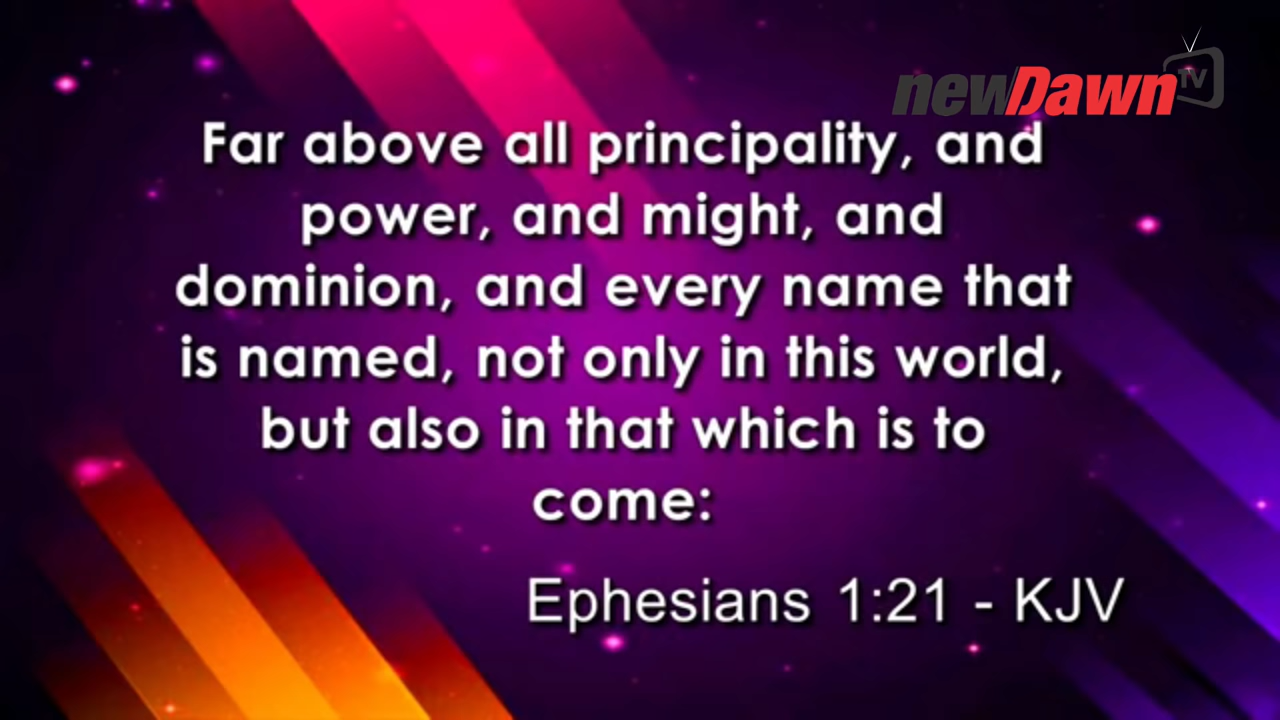 newDawn TV
Far above all principality, and
power, and might, and
dominion, and every name that
is named, not only in this world,
but also in that which is to
come:
Ephesians 1:21 - KJV